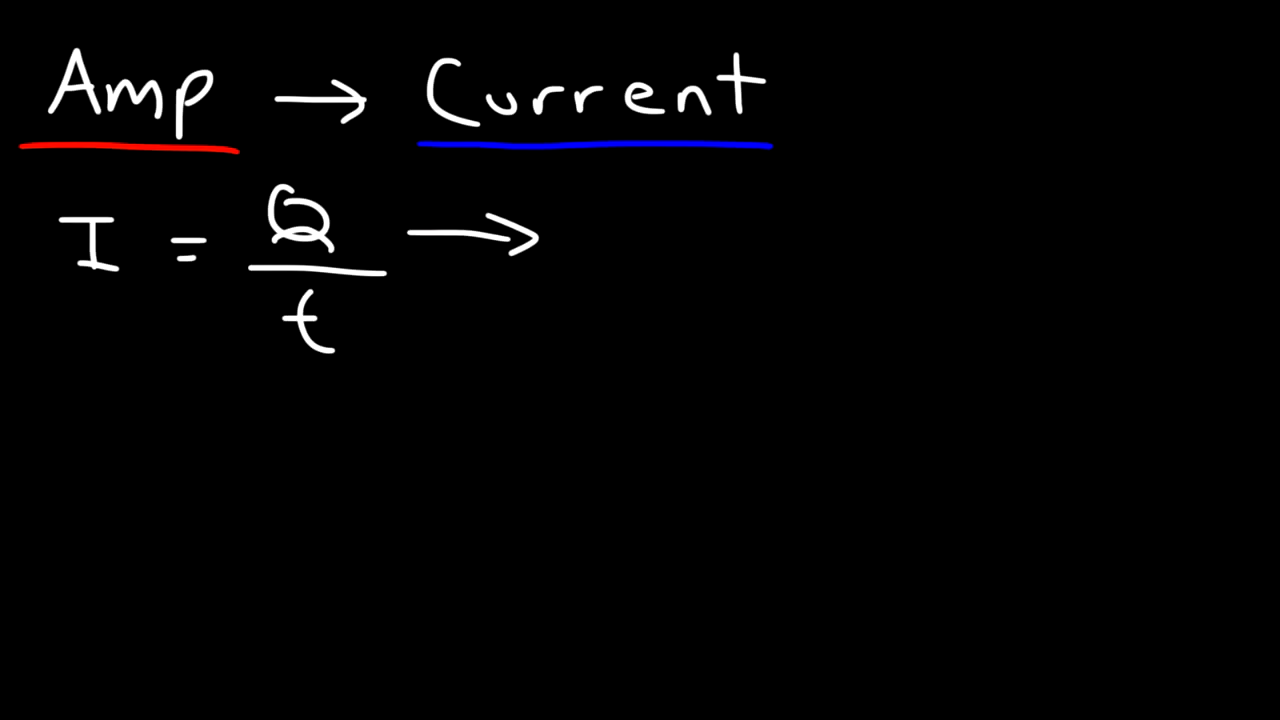 Amp → Current
I = Q/t →